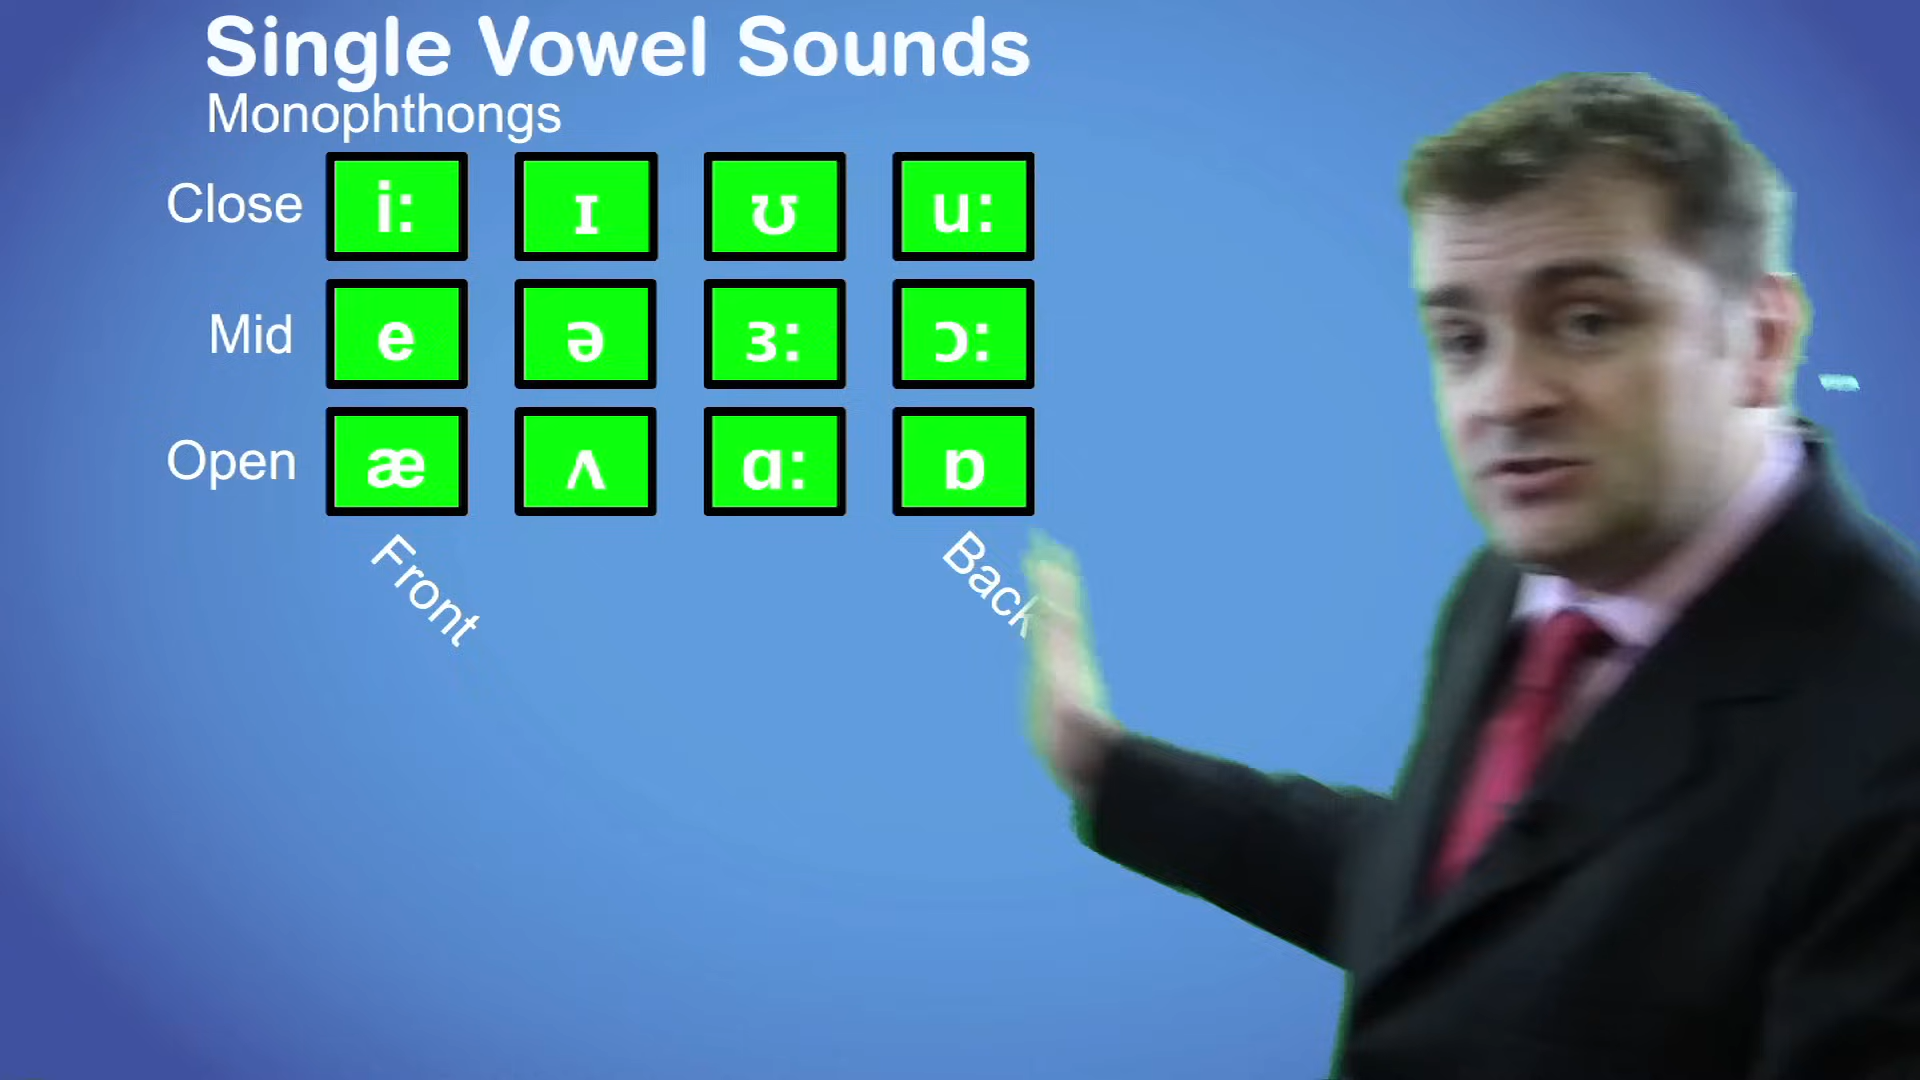 Single Vowel Sounds
Monophthongs
Close i: ɪ ʊ u:
Mid e ə ɜ: ɔ:
Open æ ʌ ɑ: ɒ
Front Back